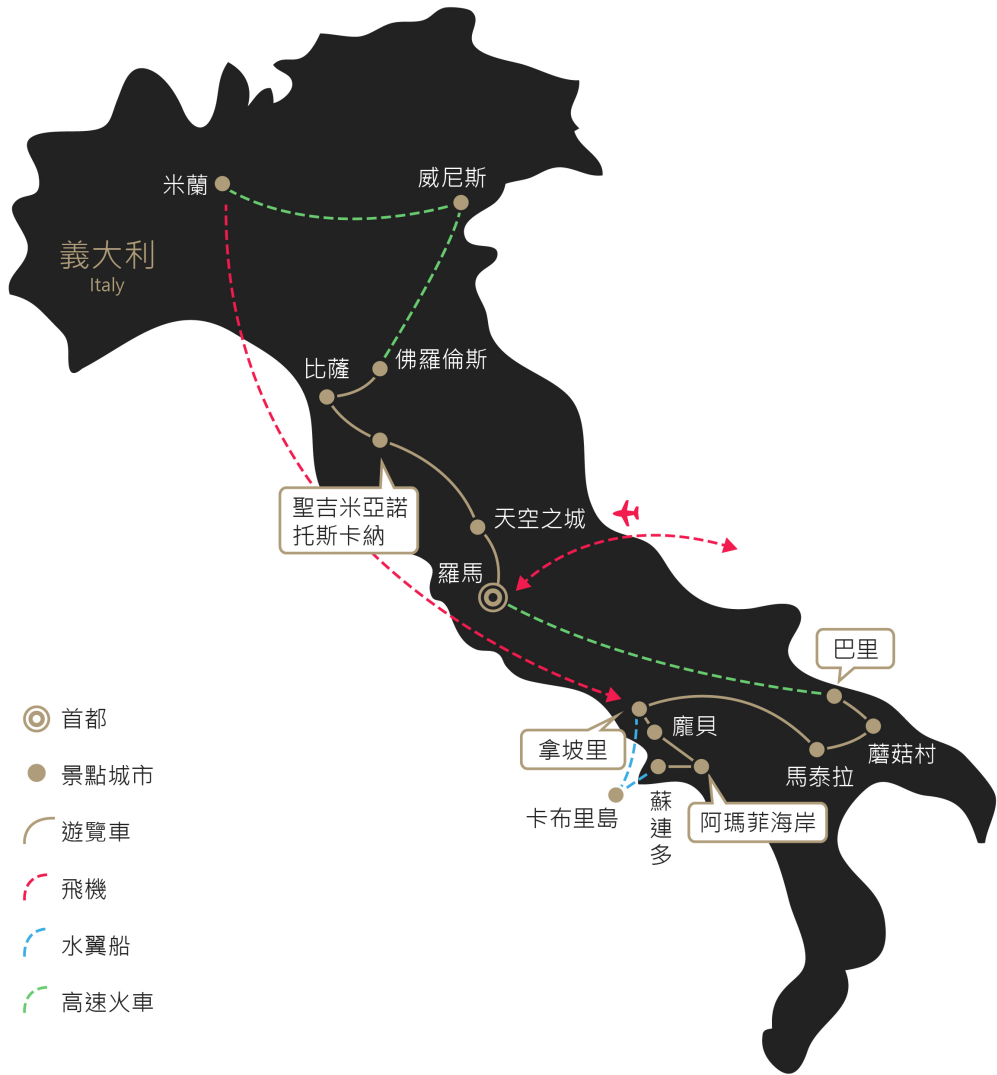 米蘭
威尼斯
義大利
Italy
比薩
佛羅倫斯
聖吉米亞諾
托斯卡納
天空之城
羅馬
巴里
龐貝
拿坡里
蘑菇村
馬泰拉
卡布里島
蘇連多
阿瑪菲海岸
首都
景點城市
遊覽車
飛機
水翼船
高速火車